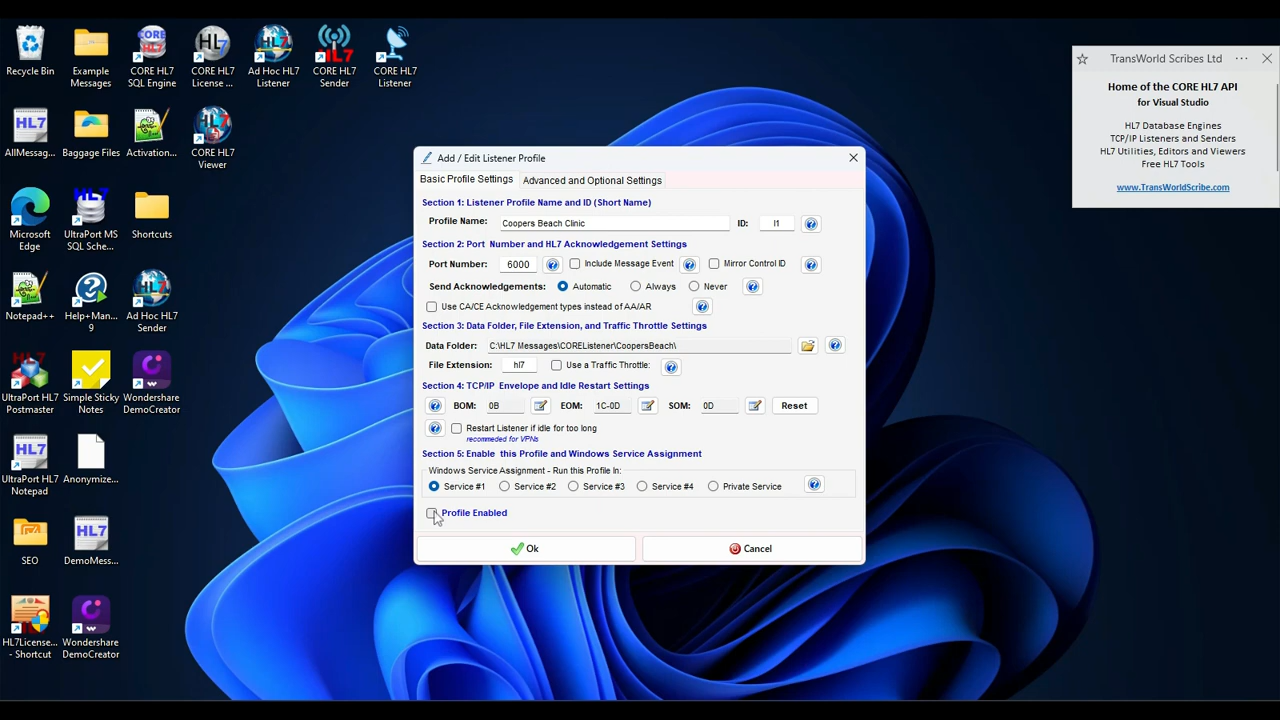 Recycle Bin
Example
Messages
CORE HL7
SQL Engine
CORE HL7
License ...
Ad Hoc HL7
Listener
CORE HL7
Sender
CORE HL7
Listener
AllMessag...
Baggage Files
Activation...
CORE HL7
Viewer
Microsoft
Edge
UltraPort MS
SQL Sche...
Shortcuts
Notepad++
Help+Man...
9
Ad Hoc HL7
Sender
UltraPort HL7
Postmaster
Simple Sticky
Notes
Wondershare
DemoCreator
UltraPort HL7
Notepad
Anonymize...
SEO
DemoMess...
HL7License...
- Shortcut
Wondershare
DemoCreator
Add / Edit Listener Profile
Basic Profile Settings Advanced and Optional Settings
Section 1: Listener Profile Name and ID (Short Name)
Profile Name: Coopers Beach Clinic ID: l1
Section 2: Port Number and HL7 Acknowledgement Settings
Port Number: 6000 Include Message Event Mirror Control ID
Send Acknowledgements: Automatic Always Never
Use CA/CE Acknowledgement types instead of AA/AR
Section 3: Data Folder, File Extension, and Traffic Throttle Settings
Data Folder: C:\HL7 Messages\COREListener\CoopersBeach\
File Extension: hl7 Use a Traffic Throttle:
Section 4: TCP/IP Envelope and Idle Restart Settings
BOM: 0B EOM: 1C-0D SOM: 0D Reset
Restart Listener if idle for too long
recommeded for VPNs
Section 5: Enable this Profile and Windows Service Assignment
Windows Service Assignment - Run this Profile In:
Service #1 Service #2 Service #3 Service #4 Private Service
Profile Enabled
Ok Cancel
TransWorld Scribes Ltd
Home of the CORE HL7 API
for Visual Studio
HL7 Database Engines
TCP/IP Listeners and Senders
HL7 Utilities, Editors and Viewers
Free HL7 Tools
www.TransWorldScribe.com